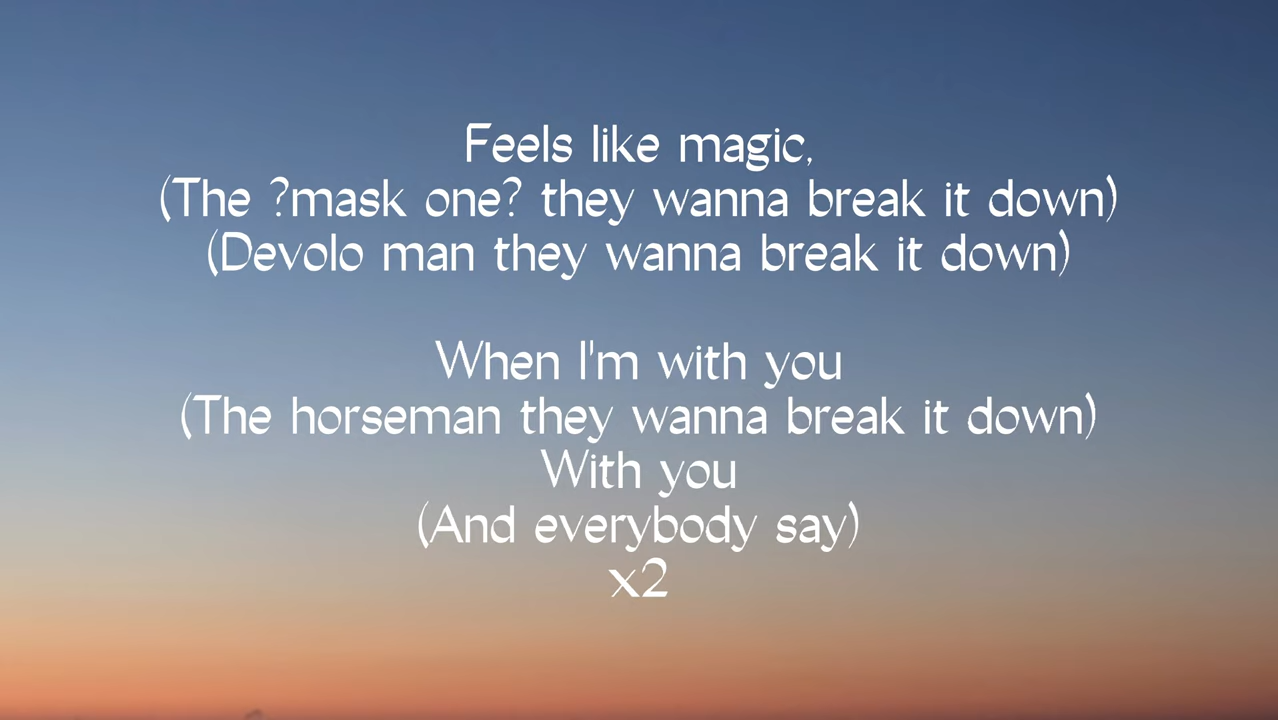 Feels like magic,
(The ?mask one? they wanna break it down)
(Devolo man they wanna break it down)
When I'm with you
(The horseman they wanna break it down)
With you
(And everybody say)
x2